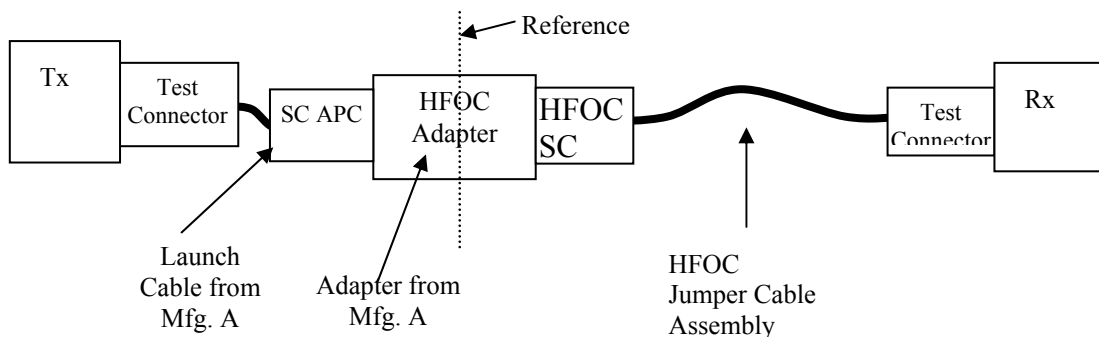 Reference
Tx
Test
Connector
SC APC
HFOC
Adapter
HFOC
SC
Test
Connector
Rx
Launch
Cable from
Mfg. A
Adapter from
Mfg. A
HFOC
Jumper Cable
Assembly